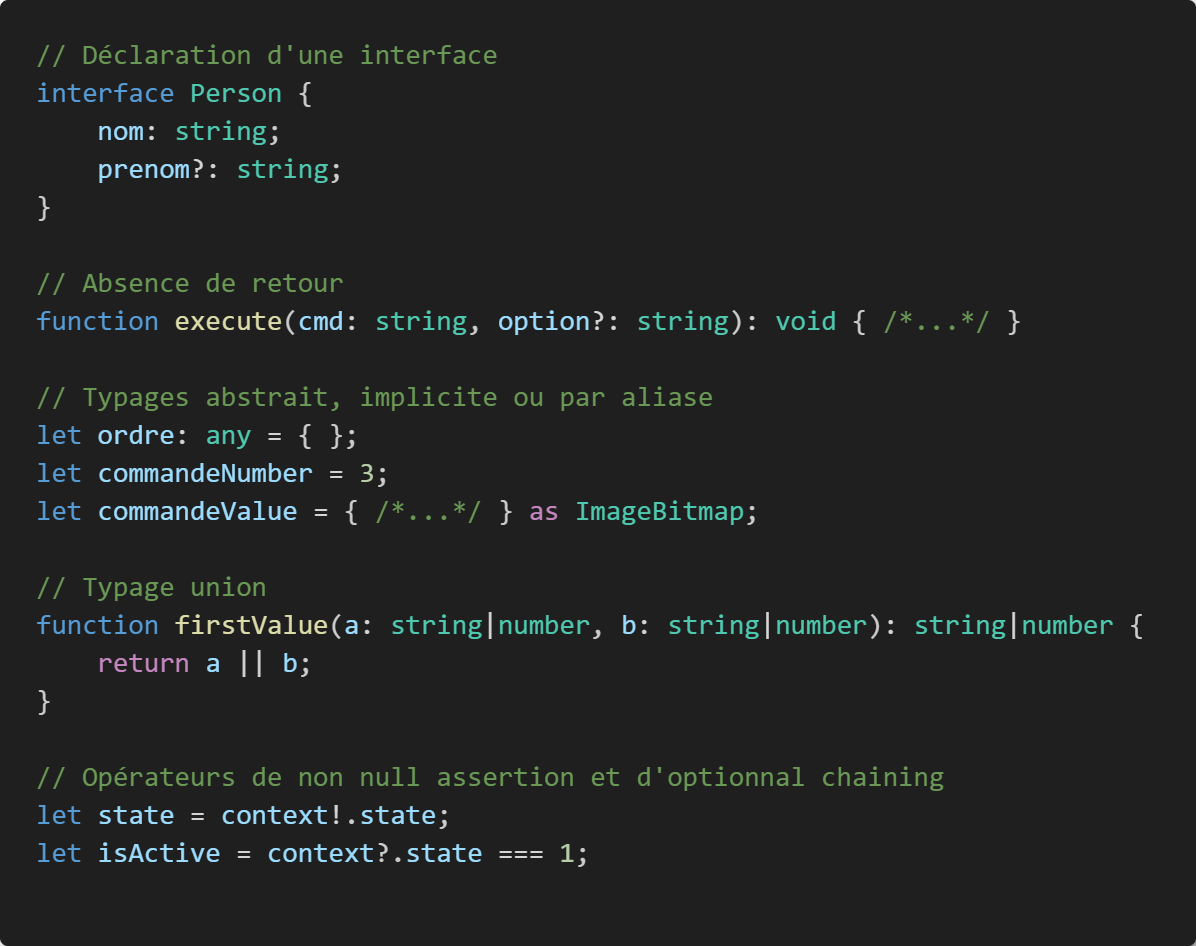 // Déclaration d'une interface
interface Person {
    nom: string;
    prenom?: string;
}

// Absence de retour
function execute(cmd: string, option?: string): void { /*...*/ }

// Typages abstrait, implicite ou par aliase
let ordre: any = { };
let commandeNumber = 3;
let commandeValue = { /*...*/ } as ImageBitmap;

// Typage union
function firstValue(a: string|number, b: string|number): string|number {
    return a || b;
}

// Opérateurs de non null assertion et d'optionnal chaining
let state = context!.state;
let isActive = context?.state === 1;